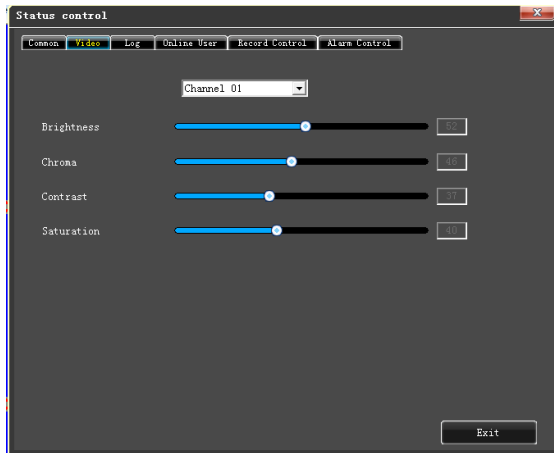 Status control
Common Video Log Online User Record Control Alarm Control
Channel 01
Brightness 52
Chroma 46
Contrast 37
Saturation 40
Exit